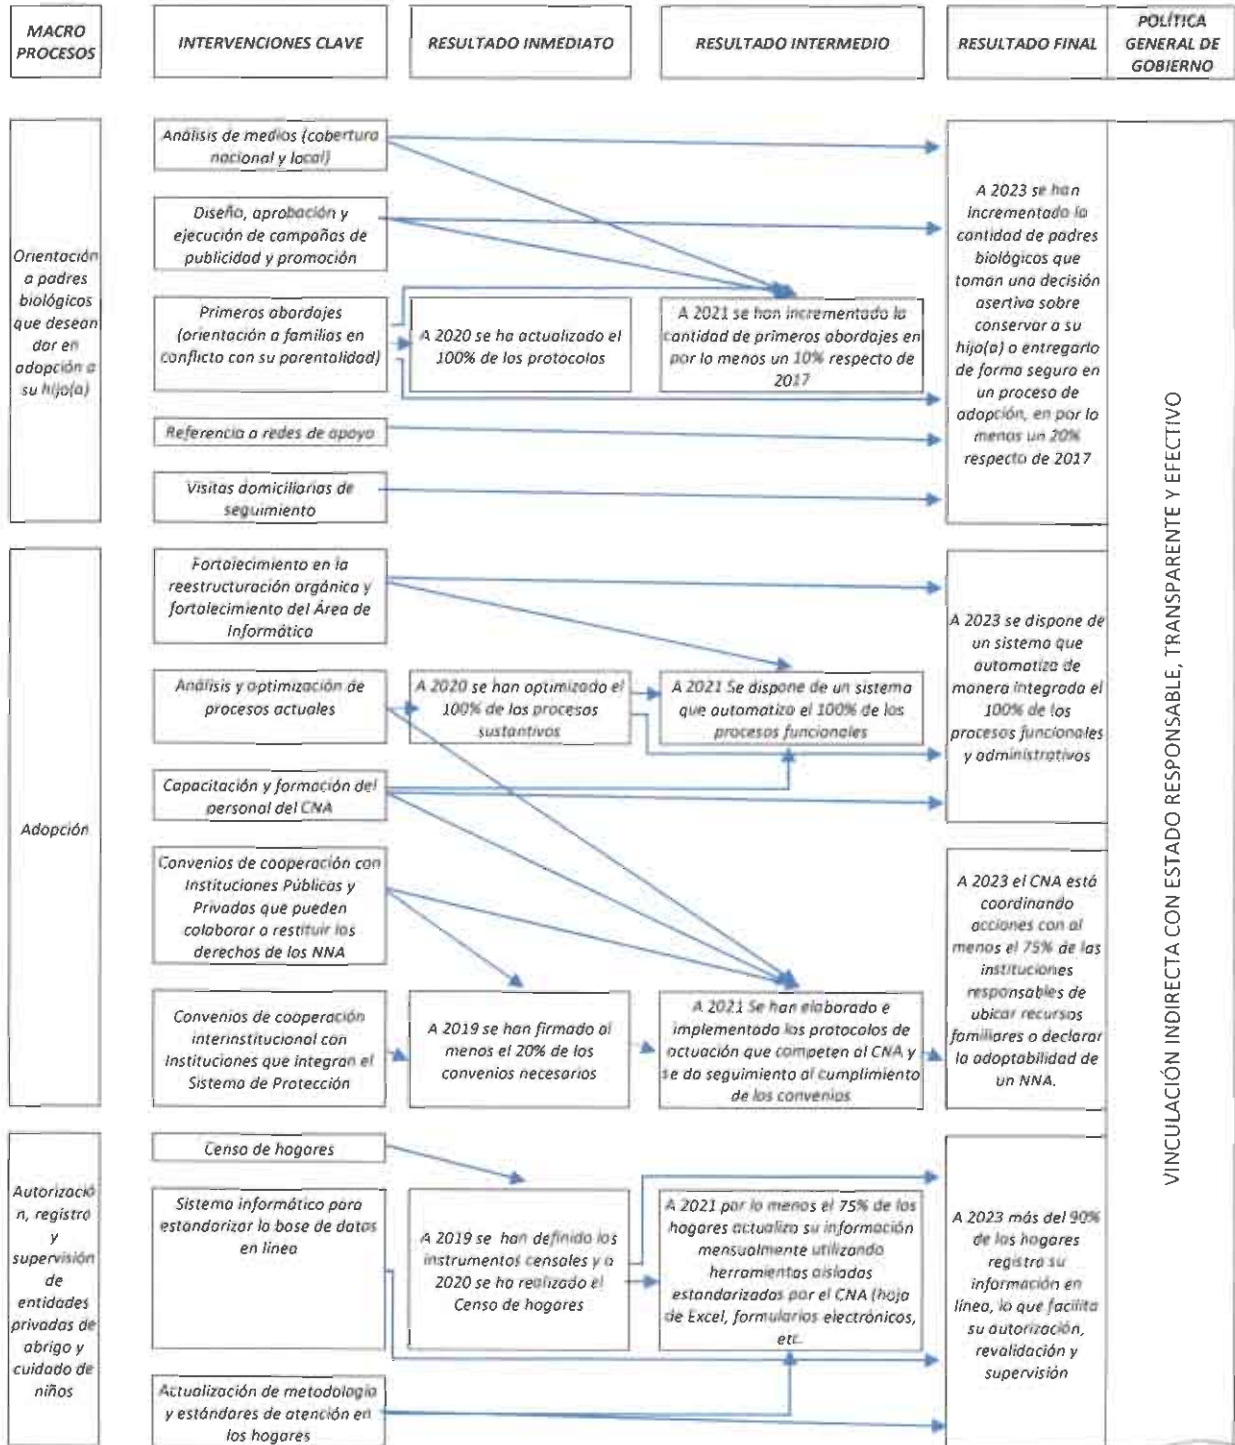 MACRO
PROCESOS
INTERVENCIONES CLAVE
RESULTADO INMEDIATO
RESULTADO INTERMEDIO
RESULTADO FINAL
POLÍTICA
GENERAL DE
GOBIERNO
Orientación
a padres
biológicos
que desean
dar en
adopción a
su hijo(a)
Análisis de medios (cobertura
nacional y local)
Diseño, aprobación y
ejecución de campañas de
publicidad y promoción
Primeros abordajes
(orientación a familias en
conflicto con su parentalidad)
Referencia a redes de apoyo
Visitas domiciliarias de
seguimiento
A 2020 se ha actualizado el
100% de los protocolos
A 2021 se han incrementado la
cantidad de primeros abordajes en
por lo menos un 10% respecto de
2017
A 2023 se han
incrementado la
cantidad de padres
biológicos que
toman una decisión
asertiva sobre
conservar a su
hijo(a) o entregarlo
de forma segura en
un proceso de
adopción, en por lo
menos un 20%
respecto de 2017
Adopción
Fortalecimiento en la
reestructuración orgánica y
fortalecimiento del Área de
Informática
Análisis y optimización de
procesos actuales
Capacitación y formación del
personal del CNA
Convenios de cooperación con
Instituciones Públicas y
Privadas que pueden
colaborar a restituir los
derechos de los NNA
Convenios de cooperación
interinstitucional con
Instituciones que integran el
Sistema de Protección
A 2020 se han optimizado el
100% de los procesos
sustantivos
A 2019 se han firmado al
menos el 20% de los
convenios necesarios
A 2021 Se dispone de un sistema
que automatiza el 100% de los
procesos funcionales
A 2021 Se han elaborado e
implementado los protocolos de
actuación que competen al CNA y
se da seguimiento al cumplimiento
de los convenios
A 2023 se dispone de
un sistema que
automatiza de
manera integrada el
100% de los
procesos funcionales
y administrativos
A 2023 el CNA está
coordinando
acciones con al
menos el 75% de las
instituciones
responsables de
ubicar recursos
familiares o declarar
la adoptabilidad de
un NNA.
Autorizació
n, registro
y
supervisión
de
entidades
privadas de
abrigo y
cuidado de
niños
Censo de hogares
Sistema informático para
estandarizar la base de datos
en línea
Actualización de metodología
y estándares de atención en
los hogares
A 2019 se han definido los
instrumentos censales y a
2020 se ha realizado el
Censo de hogares
A 2021 por lo menos el 75% de los
hogares actualiza su información
mensualmente utilizando
herramientas aisladas
estandarizadas por el CNA (hoja
de Excel, formularios electrónicos,
etc.
A 2023 más del 90%
de los hogares
registra su
información en
línea, lo que facilita
su autorización,
revalidación y
supervisión
VINCULACIÓN INDIRECTA CON ESTADO RESPONSABLE, TRANSPARENTE Y EFECTIVO